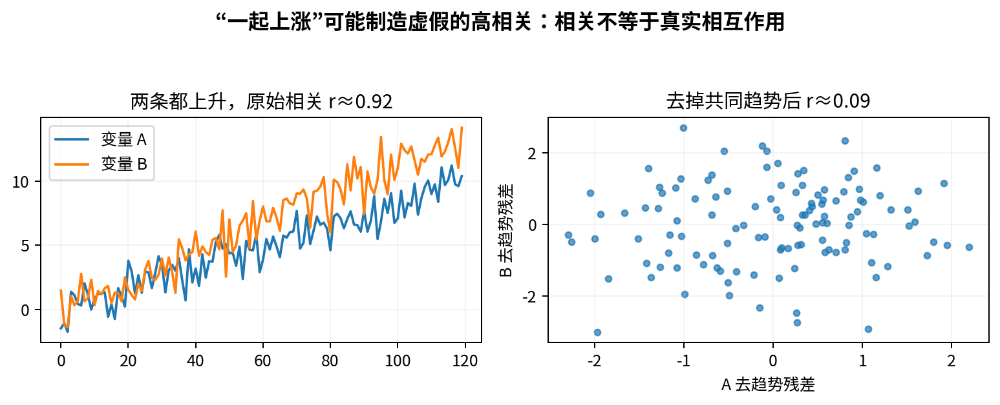 “一起上涨”可能制造虚假的高相关：相关不等于真实相互作用
两条都上升，原始相关 r≈0.92
变量 A
变量 B
10
5
0
0
20
40
60
80
100
120
去掉共同趋势后 r≈0.09
B 去趋势残差
2
0
-2
-2
-1
0
1
2
A 去趋势残差